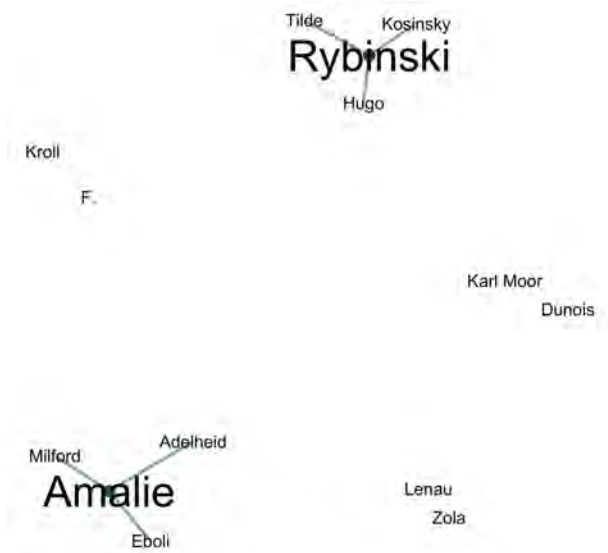 Tilde
Kosinsky
Rybinski
Hugo
Kroll
F.
Karl Moor
Dunois
Adelheid
Milford
Amalie
Lenau
Zola
Eboli